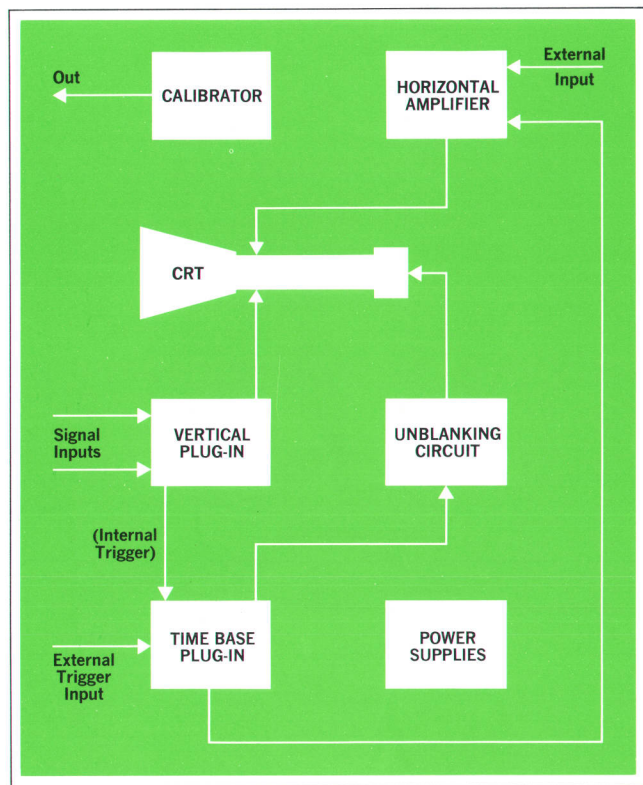 Out
CALIBRATOR
HORIZONTAL
AMPLIFIER
External
Input
CRT
Signal
Inputs
VERTICAL
PLUG-IN
UNBLANKING
CIRCUIT
(Internal
Trigger)
External
Trigger
Input
TIME BASE
PLUG-IN
POWER
SUPPLIES